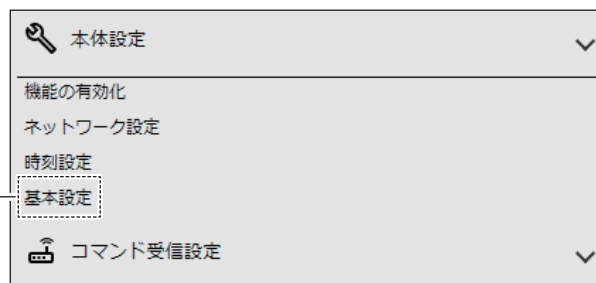 本体設定
機能の有効化
ネットワーク設定
時刻設定
基本設定
コマンド受信設定